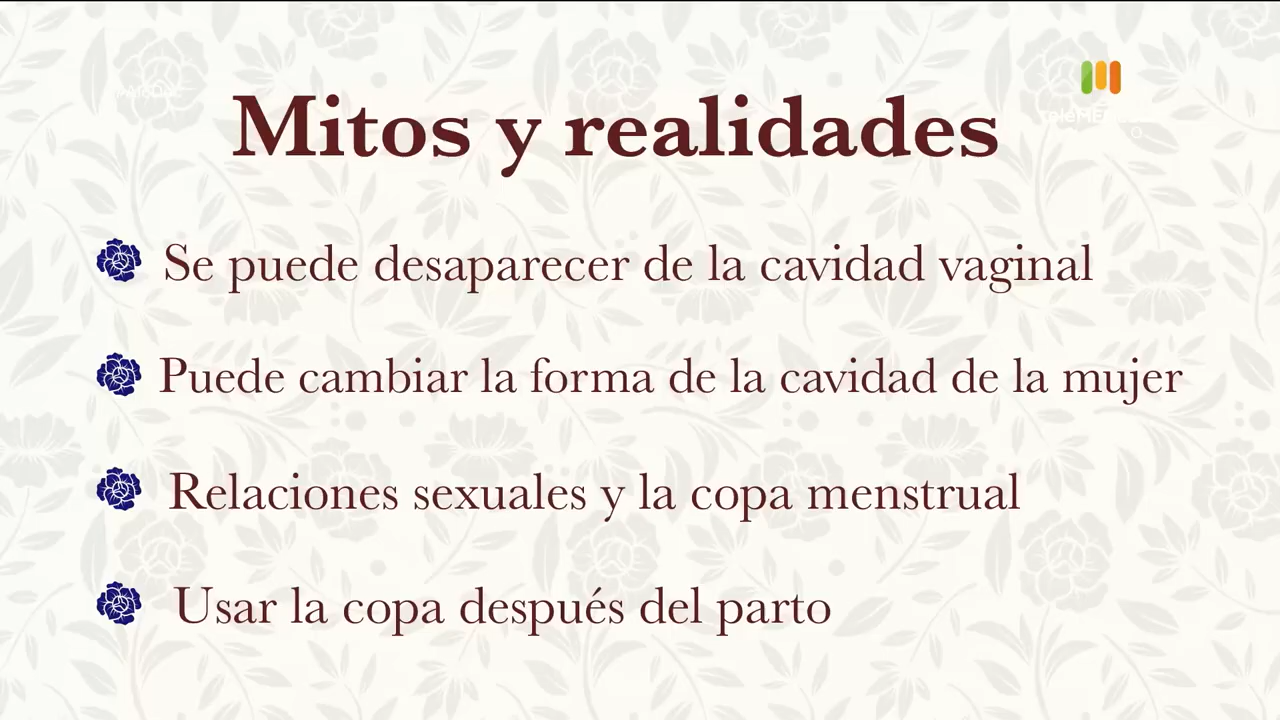 Mitos y realidades
Se puede desaparecer de la cavidad vaginal
Puede cambiar la forma de la cavidad de la mujer
Relaciones sexuales y la copa menstrual
Usar la copa después del parto